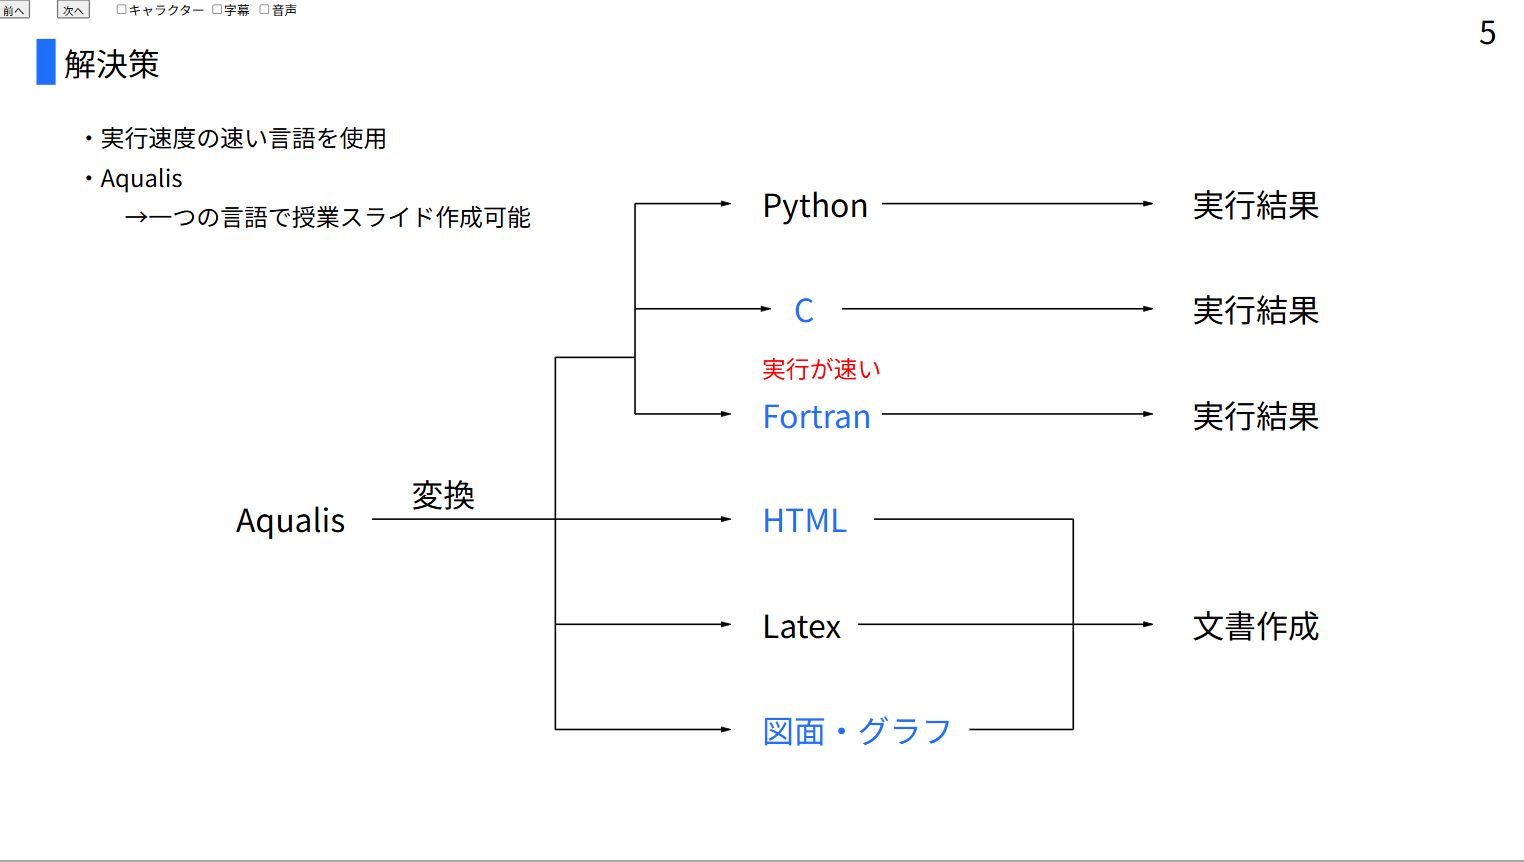 前へ 次へ キャラクター 字幕 音声
5
解決策
・実行速度の速い言語を使用
・Aqualis
→一つの言語で授業スライド作成可能
Python 実行結果
C 実行結果
実行が速い
Fortran 実行結果
変換
Aqualis HTML
Latex 文書作成
図面・グラフ